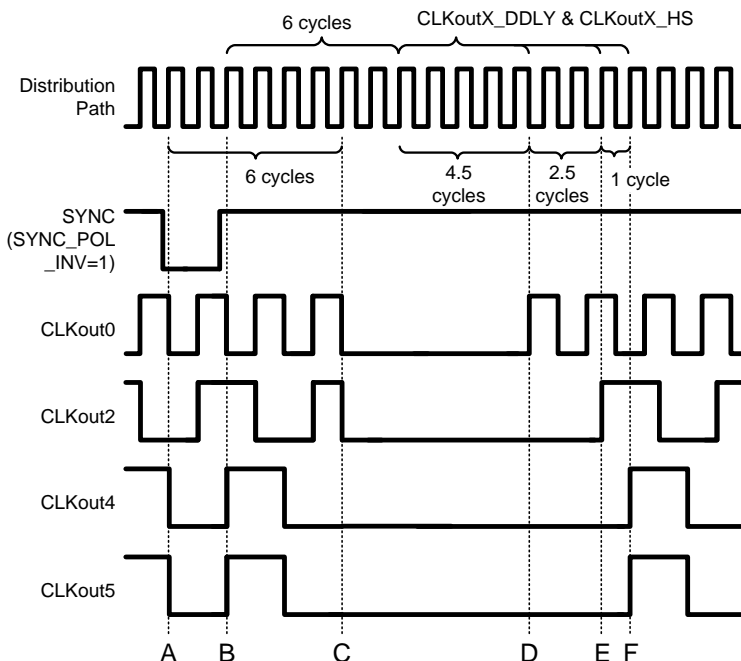 6 cycles
CLKoutX_DDLY & CLKoutX_HS
Distribution
Path
6 cycles
4.5
cycles
2.5
cycles
1 cycle
SYNC
(SYNC_POL
_INV=1)
CLKout0
CLKout2
CLKout4
CLKout5
A B C D E F